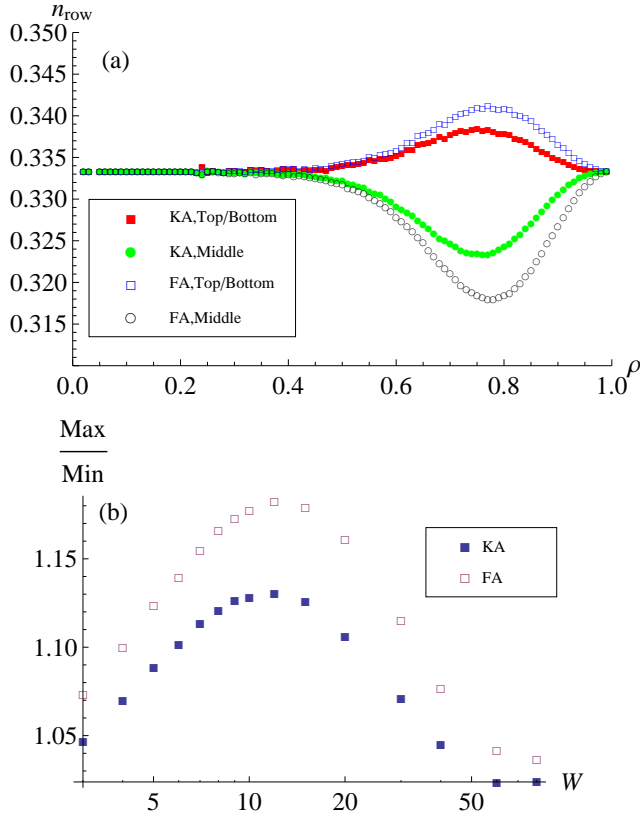 n_row
0.350
(a)
0.345
0.340
0.335
0.330
0.325
0.320
0.315
KA,Top/Bottom
KA,Middle
FA,Top/Bottom
FA,Middle
0.0 0.2 0.4 0.6 0.8 1.0 ρ
Max
Min
(b)
1.15
1.10
1.05
KA
FA
5 10 20 50 W